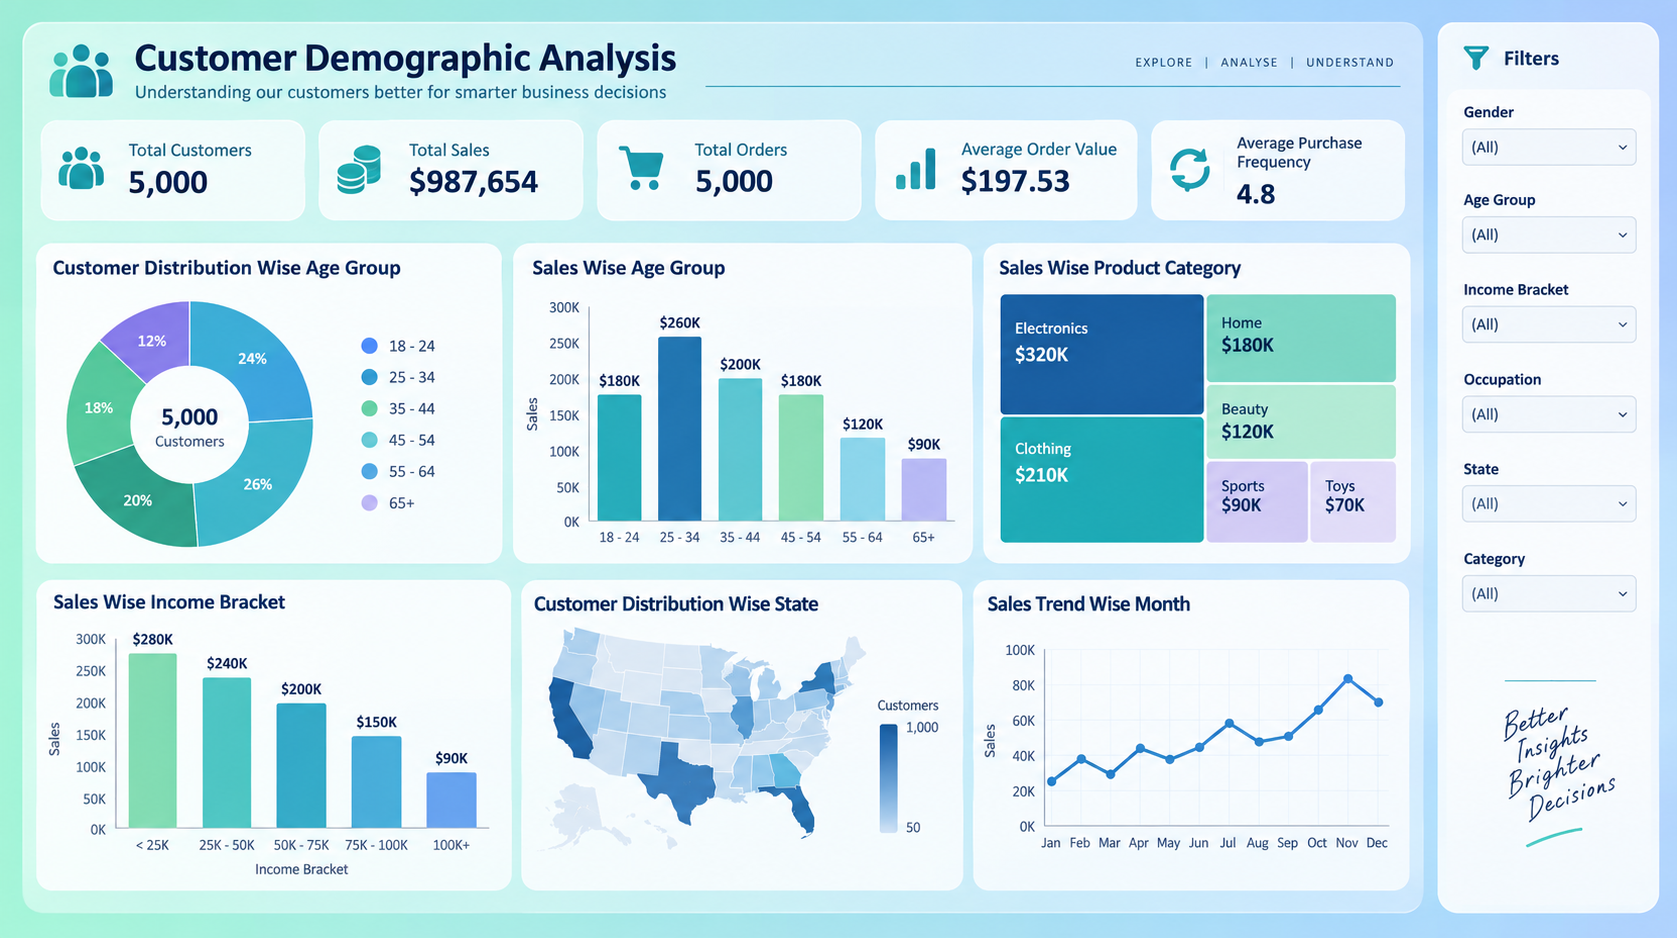 Customer Demographic Analysis
Understanding our customers better for smarter business decisions
EXPLORE | ANALYSE | UNDERSTAND
Total Customers
5,000
Total Sales
$987,654
Total Orders
5,000
Average Order Value
$197.53
Average Purchase
Frequency
4.8
Customer Distribution Wise Age Group
12%
24%
18%
26%
20%
5,000
Customers
18 - 24
25 - 34
35 - 44
45 - 54
55 - 64
65+
Sales Wise Age Group
Sales
300K
250K
200K
150K
100K
50K
0K
$180K
$260K
$200K
$180K
$120K
$90K
18 - 24
25 - 34
35 - 44
45 - 54
55 - 64
65+
Sales Wise Product Category
Electronics
$320K
Clothing
$210K
Home
$180K
Beauty
$120K
Sports
$90K
Toys
$70K
Sales Wise Income Bracket
Sales
300K
250K
200K
150K
100K
50K
0K
$280K
$240K
$200K
$150K
$90K
< 25K
25K - 50K
50K - 75K
75K - 100K
100K+
Income Bracket
Customer Distribution Wise State
Customers
1,000
50
Sales Trend Wise Month
Sales
100K
80K
60K
40K
20K
0K
Jan Feb Mar Apr May Jun Jul Aug Sep Oct Nov Dec
Filters
Gender
(All)
Age Group
(All)
Income Bracket
(All)
Occupation
(All)
State
(All)
Category
(All)
Better
Insights
Brighter
Decisions